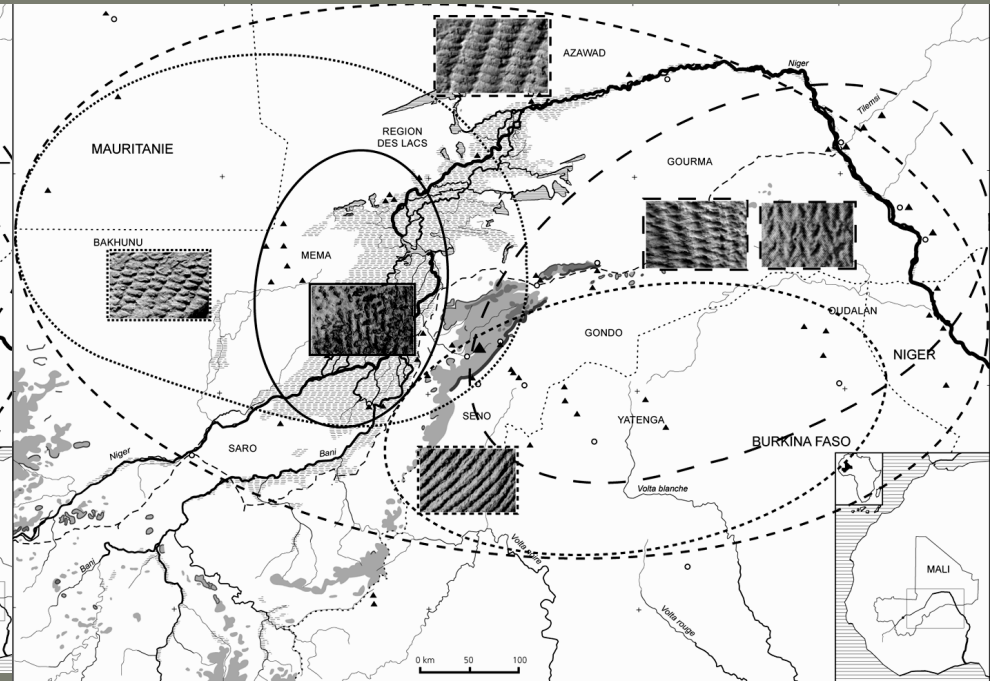 AZAWAD
Niger
Tilemsi
REGION
DES LACS
MAURITANIE
GOURMA
BAKHUNU
MEMA
OUDALAN
GONDO
NIGER
SENO
YATENGA
BURKINA FASO
SARO
Niger
Bani
Volta blanche
Volta noire
Bani
MALI
Volta rouge
0 km 50 100